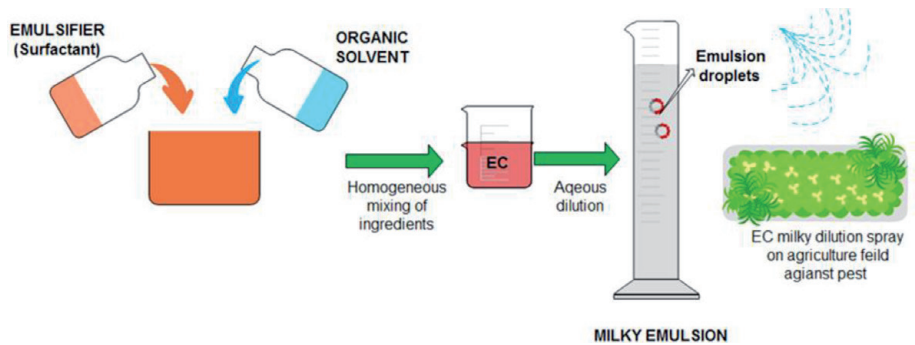 EMULSIFIER
(Surfactant)
ORGANIC
SOLVENT
Homogeneous
mixing of
ingredients
EC
Aqeous
dilution
Emulsion
droplets
EC milky dilution spray
on agriculture feild
agianst pest
MILKY EMULSION